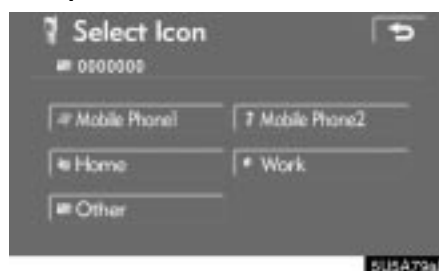 Select Icon
0000000
Mobile Phone1 Mobile Phone2
Home Work
Other
5U5A79a